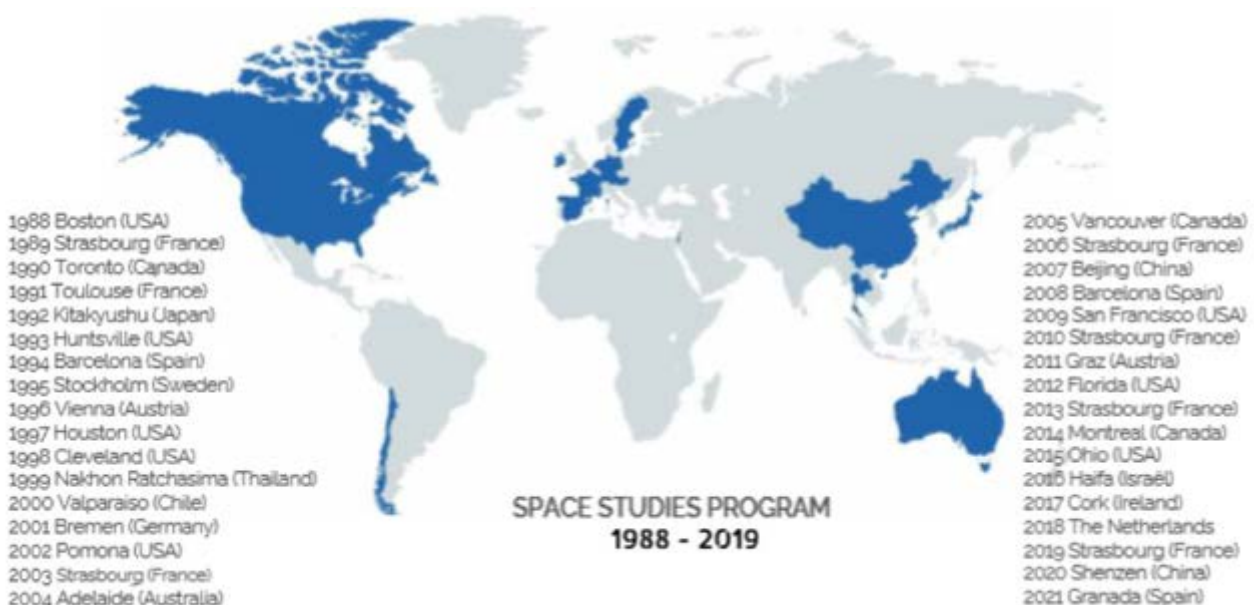 1988 Boston (USA)
1989 Strasbourg (France)
1990 Toronto (Canada)
1991 Toulouse (France)
1992 Kitakyushu (Japan)
1993 Huntsville (USA)
1994 Barcelona (Spain)
1995 Stockholm (Sweden)
1996 Vienna (Austria)
1997 Houston (USA)
1998 Cleveland (USA)
1999 Nakhon Ratchasima (Thailand)
2000 Valparaiso (Chile)
2001 Bremen (Germany)
2002 Pomona (USA)
2003 Strasbourg (France)
2004 Adelaide (Australia)
SPACE STUDIES PROGRAM
1988 - 2019
2005 Vancouver (Canada)
2006 Strasbourg (France)
2007 Beijing (China)
2008 Barcelona (Spain)
2009 San Francisco (USA)
2010 Strasbourg (France)
2011 Graz (Austria)
2012 Florida (USA)
2013 Strasbourg (France)
2014 Montreal (Canada)
2015 Ohio (USA)
2016 Haifa (Israël)
2017 Cork (Ireland)
2018 The Netherlands
2019 Strasbourg (France)
2020 Shenzen (China)
2021 Granada (Spain)